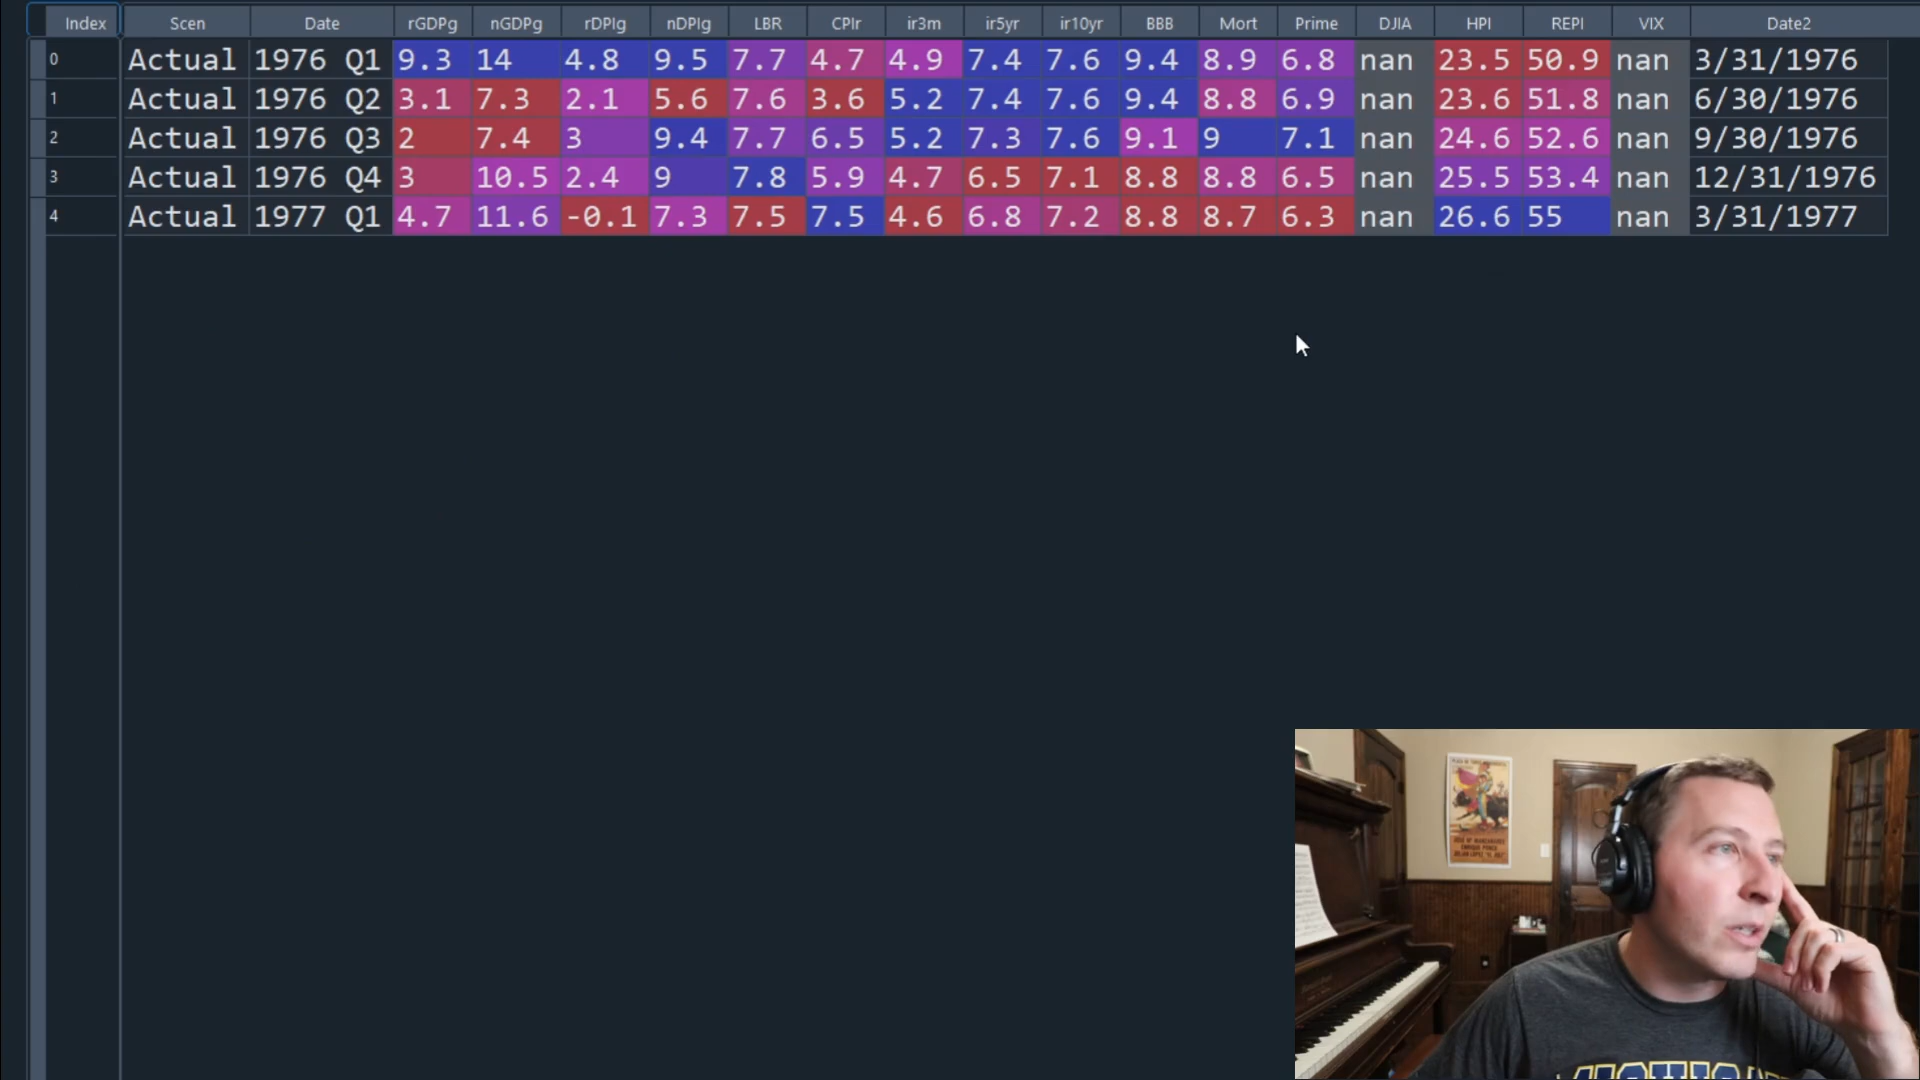 Index Scen Date rGDPg nGDPg rDPIg nDPIg LBR CPIr ir3m ir5yr ir10yr BBB Mort Prime DJIA HPI REPI VIX Date2
0 Actual 1976 Q1 9.3 14 4.8 9.5 7.7 4.7 4.9 7.4 7.6 9.4 8.9 6.8 nan 23.5 50.9 nan 3/31/1976
1 Actual 1976 Q2 3.1 7.3 2.1 5.6 7.6 3.6 5.2 7.4 7.6 9.4 8.8 6.9 nan 23.6 51.8 nan 6/30/1976
2 Actual 1976 Q3 2 7.4 3 9.4 7.7 6.5 5.2 7.3 7.6 9.1 9 7.1 nan 24.6 52.6 nan 9/30/1976
3 Actual 1976 Q4 3 10.5 2.4 9 7.8 5.9 4.7 6.5 7.1 8.8 8.8 6.5 nan 25.5 53.4 nan 12/31/1976
4 Actual 1977 Q1 4.7 11.6 -0.1 7.3 7.5 7.5 4.6 6.8 7.2 8.8 8.7 6.3 nan 26.6 55 nan 3/31/1977